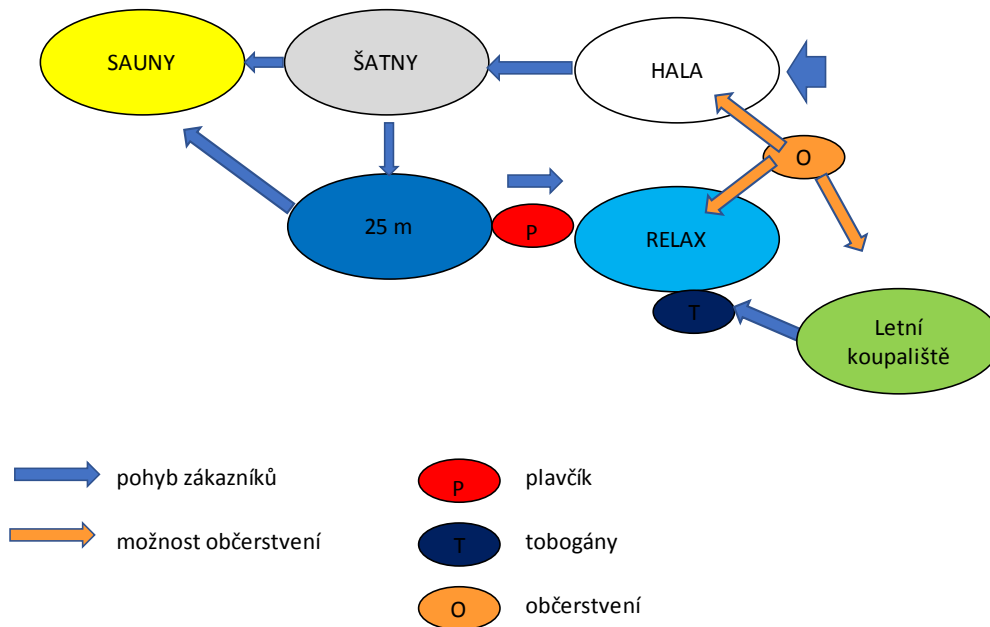 SAUNY
ŠATNY
HALA
O
25 m
P
RELAX
T
Letní
koupaliště
pohyb zákazníků
P
plavčík
možnost občerstvení
T
tobogány
O
občerstvení